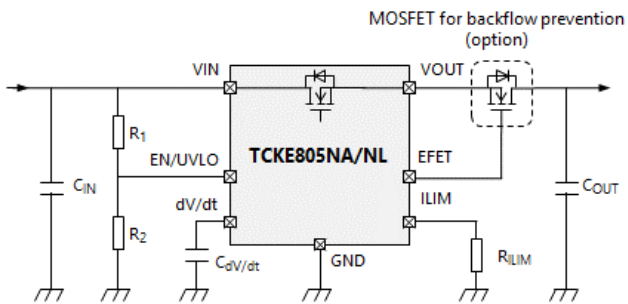 MOSFET for backflow prevention
(option)
VIN
VOUT
R1
EN/UVLO
TCKE805NA/NL
EFET
CIN
dV/dt
ILIM
COUT
R2
CdV/dt
GND
RILIM